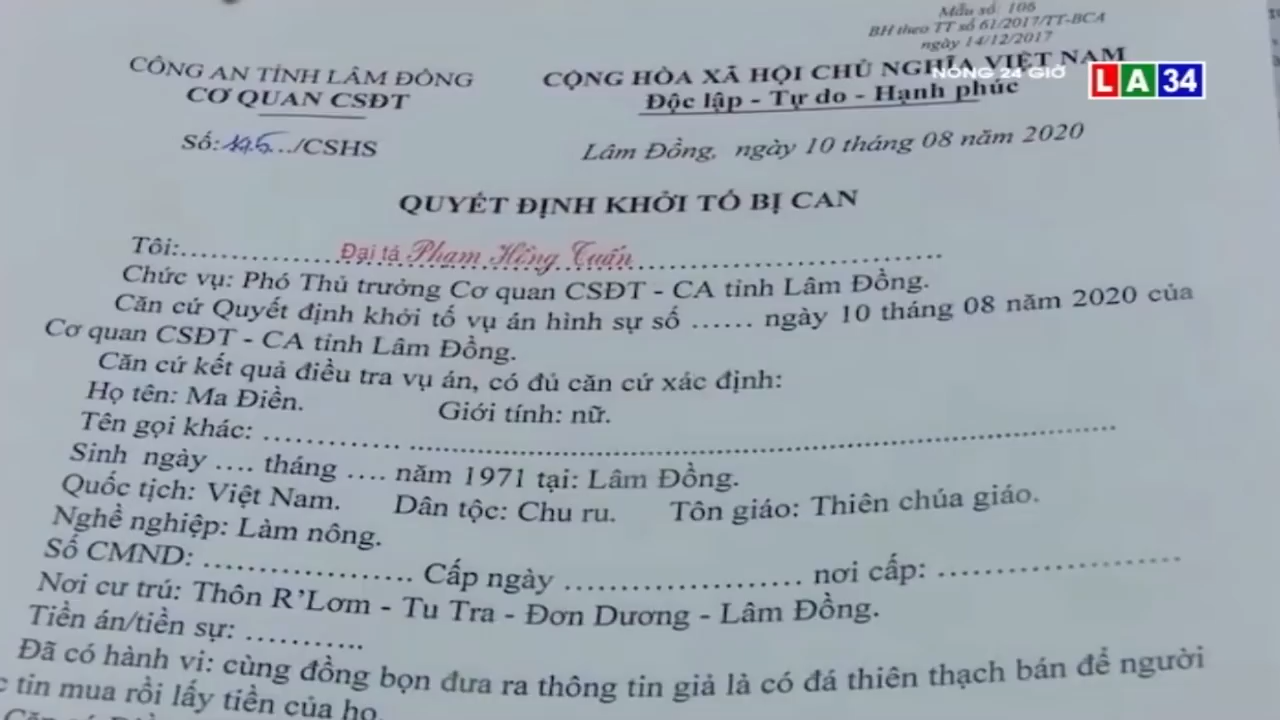 Mẫu số: 106
BH theo TT số 61/2017/TT-BCA
ngày 14/12/2017
CÔNG AN TỈNH LÂM ĐỒNG
CƠ QUAN CSĐT
CỘNG HÒA XÃ HỘI CHỦ NGHĨA VIỆT NAM
Độc lập - Tự do - Hạnh phúc
NÓNG 24 GIỜ
LA34
Số: .../CSHS
Lâm Đồng, ngày 10 tháng 08 năm 2020
QUYẾT ĐỊNH KHỞI TỐ BỊ CAN
Tôi:..........Đại tá Phạm Hồng Tuấn..........
Chức vụ: Phó Thủ trưởng Cơ quan CSĐT - CA tỉnh Lâm Đồng.
Căn cứ Quyết định khởi tố vụ án hình sự số ...... ngày 10 tháng 08 năm 2020 của
Cơ quan CSĐT - CA tỉnh Lâm Đồng.
Căn cứ kết quả điều tra vụ án, có đủ căn cứ xác định:
Họ tên: Ma Điền. Giới tính: nữ.
Tên gọi khác: ..........
Sinh ngày .... tháng .... năm 1971 tại: Lâm Đồng.
Quốc tịch: Việt Nam. Dân tộc: Chu ru. Tôn giáo: Thiên chúa giáo.
Nghề nghiệp: Làm nông.
Số CMND: .......... Cấp ngày .......... nơi cấp: ..........
Nơi cư trú: Thôn R'Lơm - Tu Tra - Đơn Dương - Lâm Đồng.
Tiền án/tiền sự: ...........
Đã có hành vi: cùng đồng bọn đưa ra thông tin giả là có đá thiên thạch bán để người
tin mua rồi lấy tiền của họ.